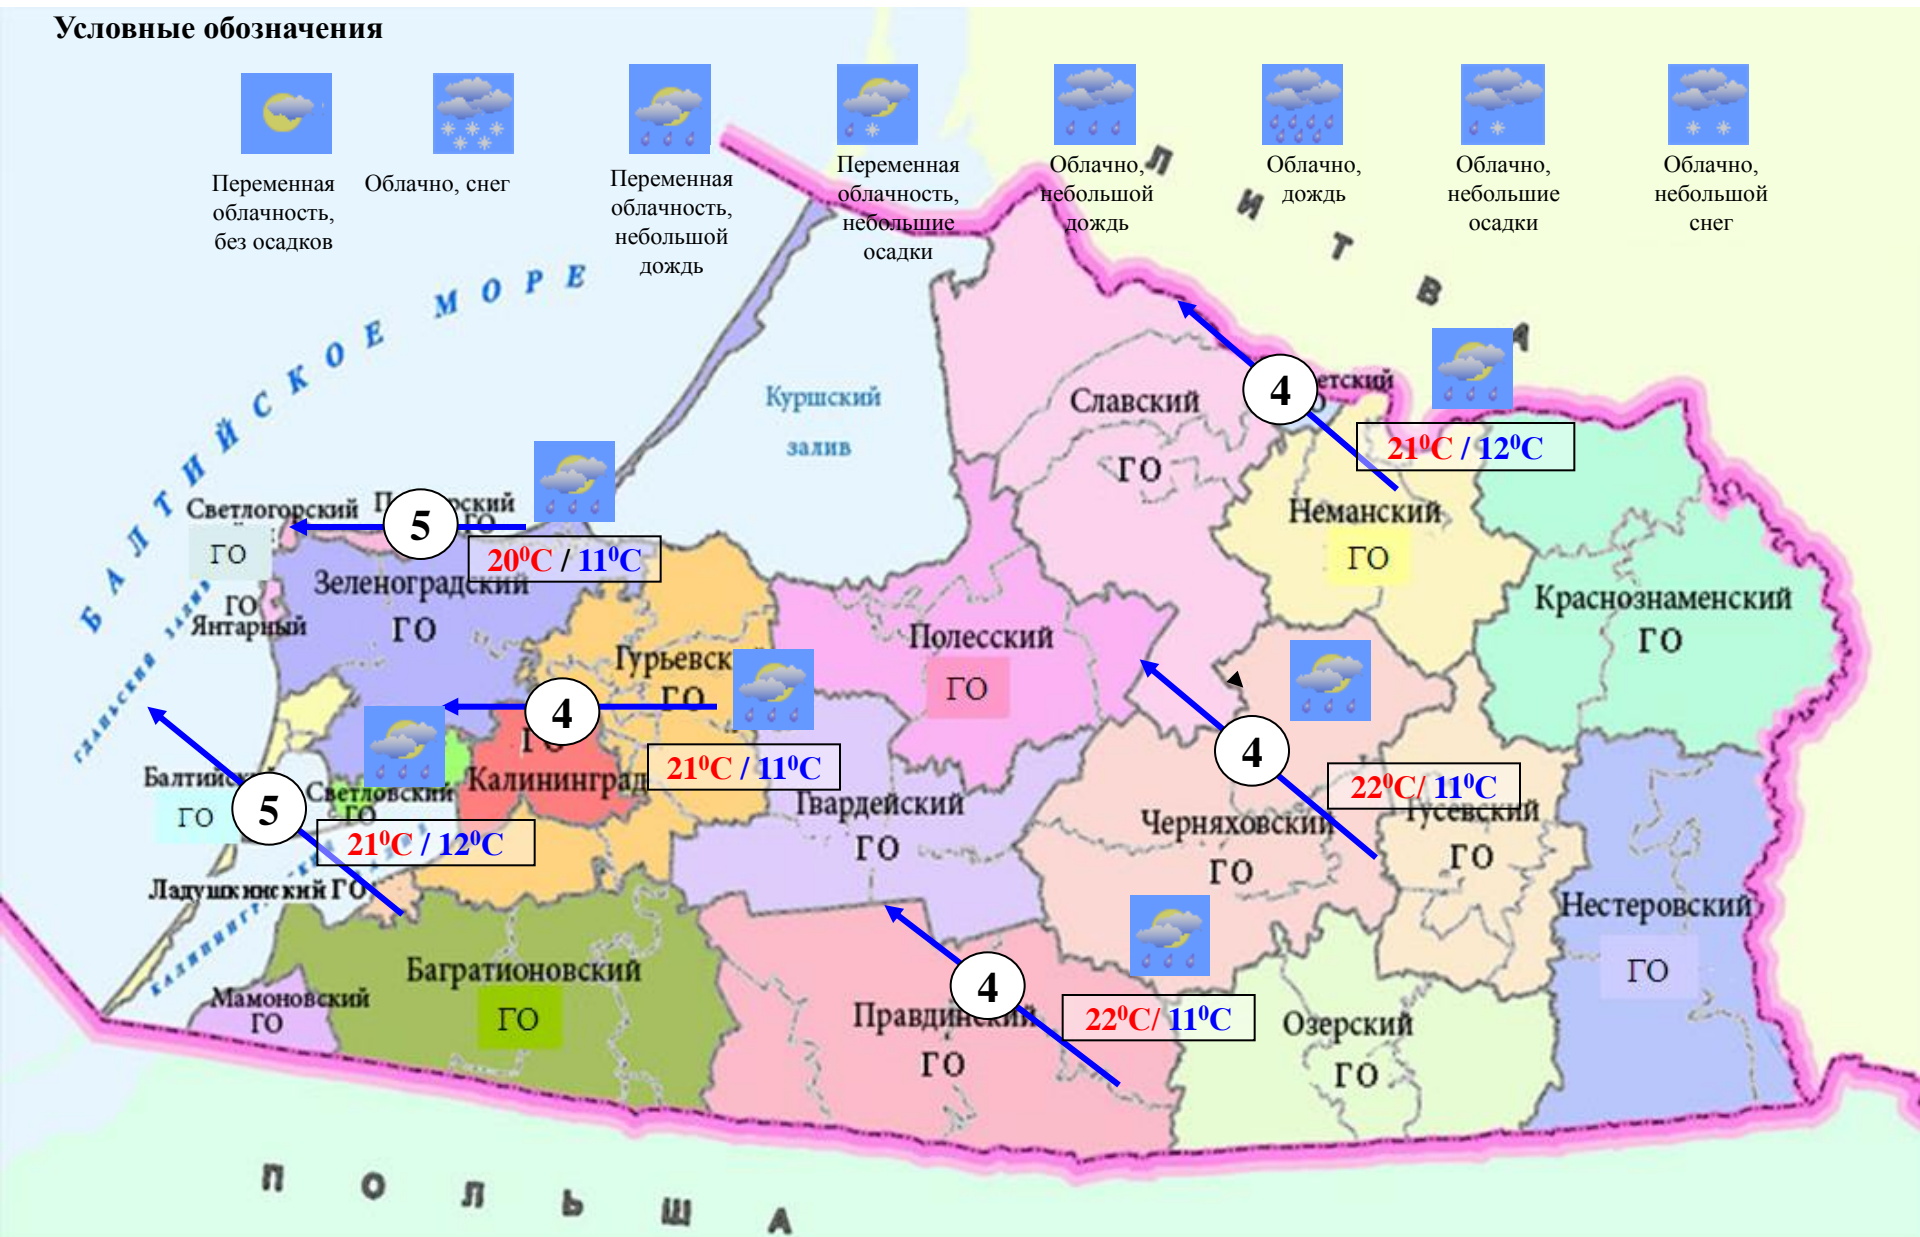 Условные обозначения
Переменная
облачность,
без осадков
Облачно, снег
Переменная
облачность,
небольшой
дождь
Переменная
облачность,
небольшие
осадки
Облачно,
небольшой
дождь
Облачно,
дождь
Облачно,
небольшие
осадки
Облачно,
небольшой
снег
ЛИТВА
БАЛТИЙСКОЕ МОРЕ
Куршский
залив
Славский
ГО
4
21⁰C / 12⁰C
Неманский
ГО
Светлогорский
ГО
5
ГО
20⁰C / 11⁰C
Зеленоградский
ГО
ГО
Янтарный
Краснознаменский
ГО
Полесский
ГО
ГО
4
21⁰C / 11⁰C
Калининград
Светловский
ГО
ГО
5
21⁰C / 12⁰C
Гвардейский
ГО
4
22⁰C/ 11⁰C
Черняховский
ГО
ГО
Ладушкинский ГО
Нестеровский
ГО
Багратионовский
ГО
Мамоновский
ГО
4
22⁰C/ 11⁰C
ГО
Озерский
ГО
ПОЛЬША